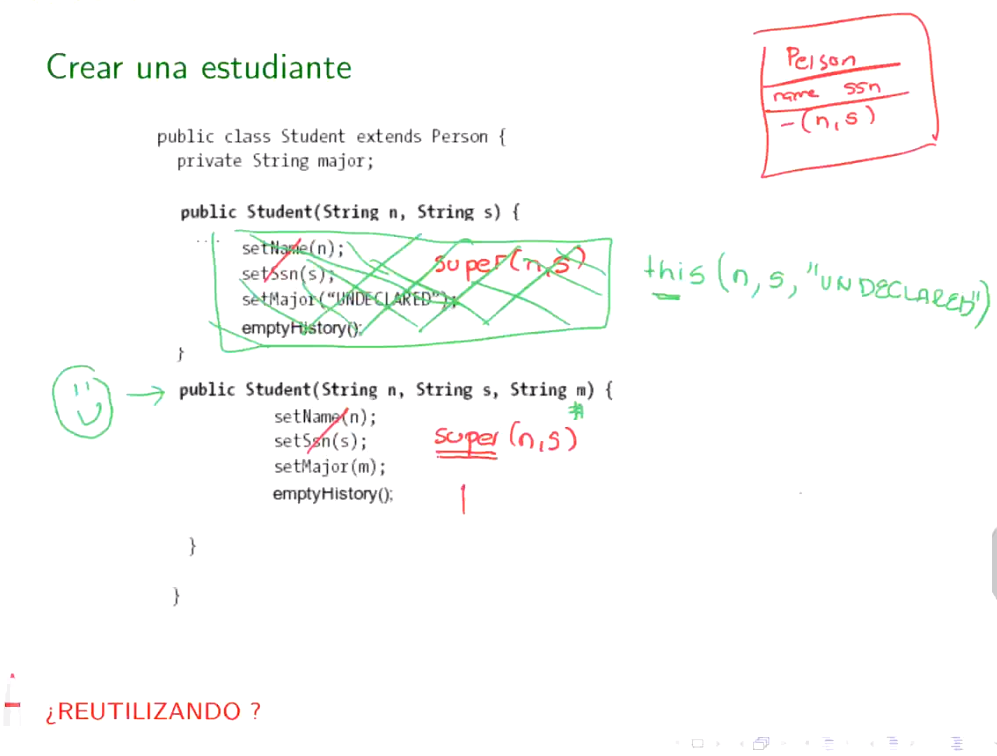 Crear una estudiante
Person
name ssn
-(n,s)
public class Student extends Person {
private String major;
public Student(String n, String s) {
...
setName(n);
setSsn(s);
super(n,s)
this(n,s,"UNDECLARED")
setMajor("UNDECLARED");
emptyHistory();
}
public Student(String n, String s, String m) {
setName(n);
setSsn(s);
super(n,s)
setMajor(m);
emptyHistory();
}
}
¿REUTILIZANDO ?